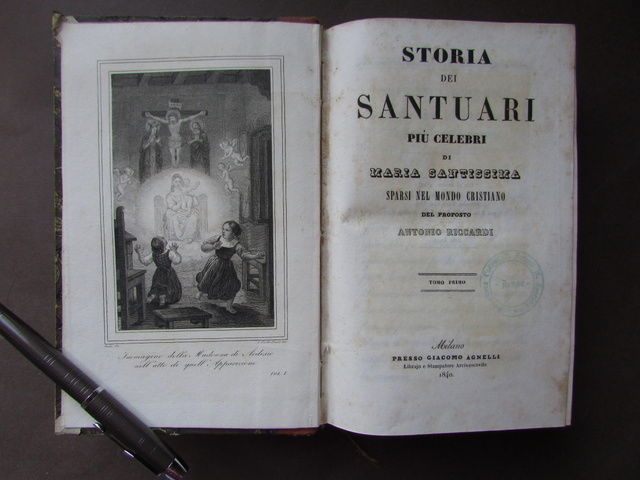 Immagine della Madonna di Ardesio
nell'atto di quell'Apparizione
STORIA
DEI
SANTUARI
PIÙ CELEBRI
DI
MARIA SANTISSIMA
SPARSI NEL MONDO CRISTIANO
DEL PROPOSTO
ANTONIO RICCARDI
TOMO PRIMO
Milano
PRESSO GIACOMO AGNELLI
Librajo e Stampatore Arcivescovile
1840.